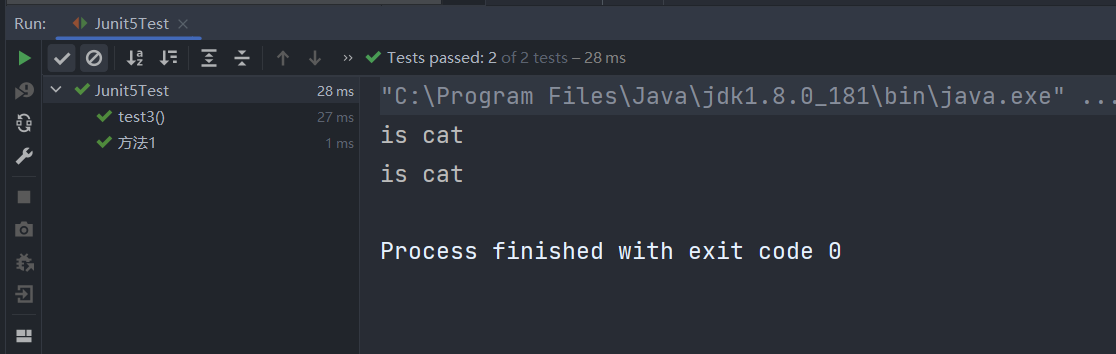 Run: Junit5Test
Tests passed: 2 of 2 tests – 28 ms
Junit5Test 28 ms
test3() 27 ms
方法1 1 ms
"C:\Program Files\Java\jdk1.8.0_181\bin\java.exe" ...
is cat
is cat
Process finished with exit code 0